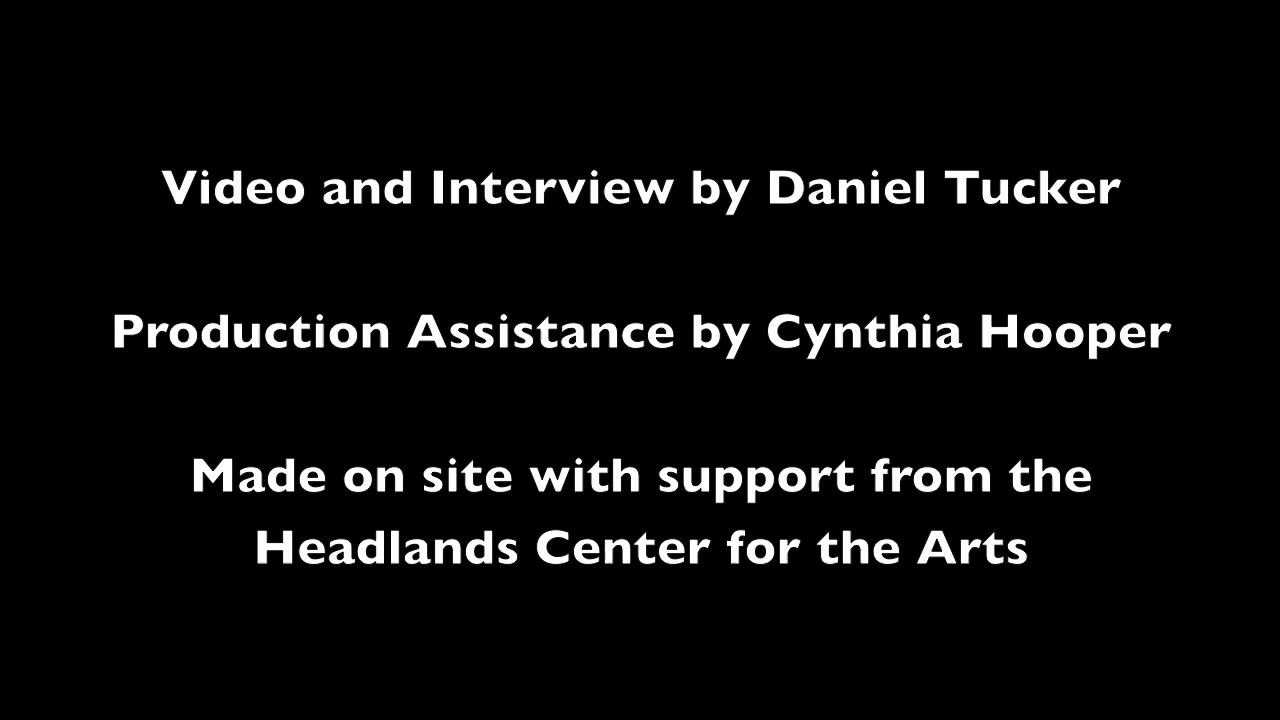 Video and Interview by Daniel Tucker
Production Assistance by Cynthia Hooper
Made on site with support from the
Headlands Center for the Arts